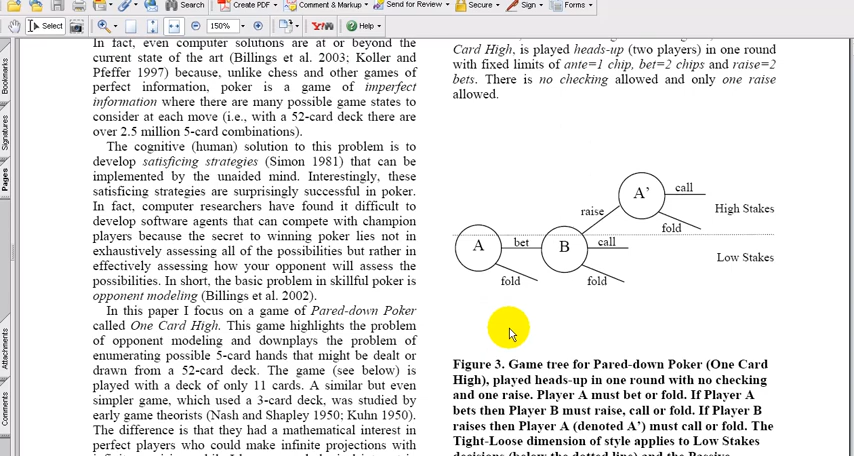 Search
Create PDF
Comment & Markup
Send for Review
Secure
Sign
Forms
Select
150%
Y!
Help
Bookmarks
Signatures
Pages
Attachments
Comments
In fact, even computer solutions are at or beyond the
current state of the art (Billings et al. 2003; Koller and
Pfeffer 1997) because, unlike chess and other games of
perfect information, poker is a game of imperfect
information where there are many possible game states to
consider at each move (i.e., with a 52-card deck there are
over 2.5 million 5-card combinations).
The cognitive (human) solution to this problem is to
develop satisficing strategies (Simon 1981) that can be
implemented by the unaided mind. Interestingly, these
satisficing strategies are surprisingly successful in poker.
In fact, computer researchers have found it difficult to
develop software agents that can compete with champion
players because the secret to winning poker lies not in
exhaustively assessing all of the possibilities but rather in
effectively assessing how your opponent will assess the
possibilities. In short, the basic problem in skillful poker is
opponent modeling (Billings et al. 2002).
In this paper I focus on a game of Pared-down Poker
called One Card High. This game highlights the problem
of opponent modeling and downplays the problem of
enumerating possible 5-card hands that might be dealt or
drawn from a 52-card deck. The game (see below) is
played with a deck of only 11 cards. A similar but even
simpler game, which used a 3-card deck, was studied by
early game theorists (Nash and Shapley 1950; Kuhn 1950).
The difference is that they had a mathematical interest in
perfect players who could make infinite projections with
Card High, is played heads-up (two players) in one round
with fixed limits of ante=1 chip, bet=2 chips and raise=2
bets. There is no checking allowed and only one raise
allowed.
A'
call
raise
High Stakes
fold
A
bet
B
call
Low Stakes
fold
fold
Figure 3. Game tree for Pared-down Poker (One Card
High), played heads-up in one round with no checking
and one raise. Player A must bet or fold. If Player A
bets then Player B must raise, call or fold. If Player B
raises then Player A (denoted A') must call or fold. The
Tight-Loose dimension of style applies to Low Stakes
decisions (below the dotted line) and the Passive